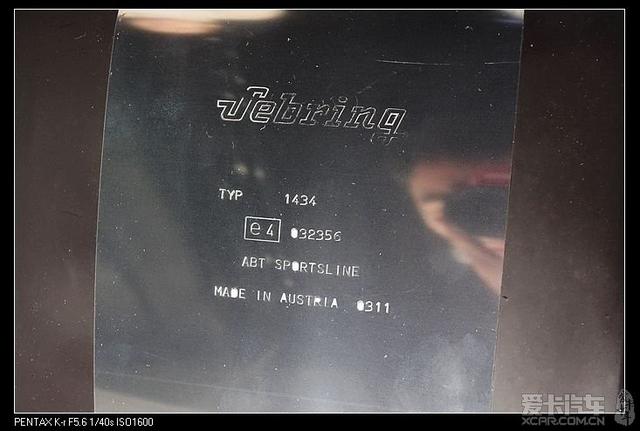 Sebring
TYP 1434
e4 032356
ABT SPORTSLINE
MADE IN AUSTRIA 0311
爱卡汽车
XCAR.COM.CN
PENTAX K-r F5.6 1/40s ISO1600